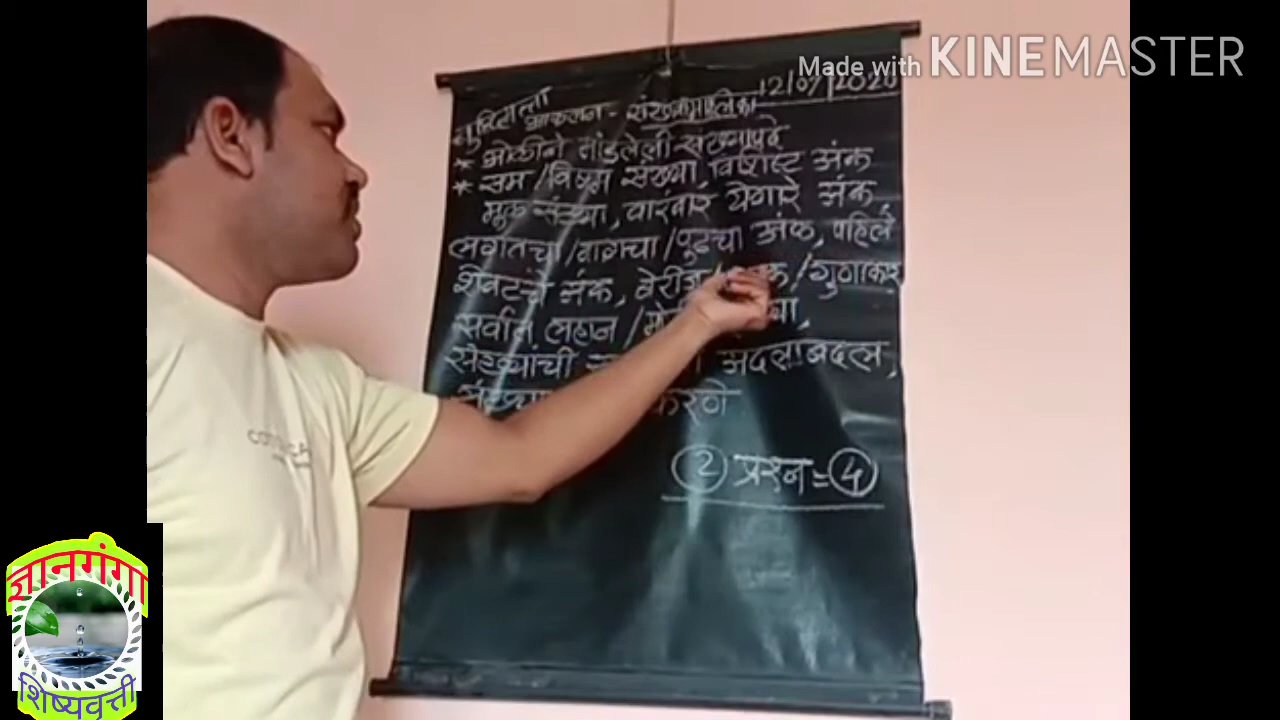 Made with KINEMASTER
12/07/2020
बुद्धिमत्ता
आकलन - संख्यामालिका
* ओळीने मांडलेली संख्यापदे
* सम/विषम संख्या, विशिष्ट अंक
मूळ संख्या, वारंवार येणारे अंक,
लगतचा/मागचा/पुढचा अंक, पहिले
शेवटचे अंक, बेरीज/ /गुणाकार
सर्वात लहान/
संख्यांची अदलाबदल,
संख्या करणे
2 प्रश्न = 4
ज्ञानगंगा
शिष्यवृत्ती